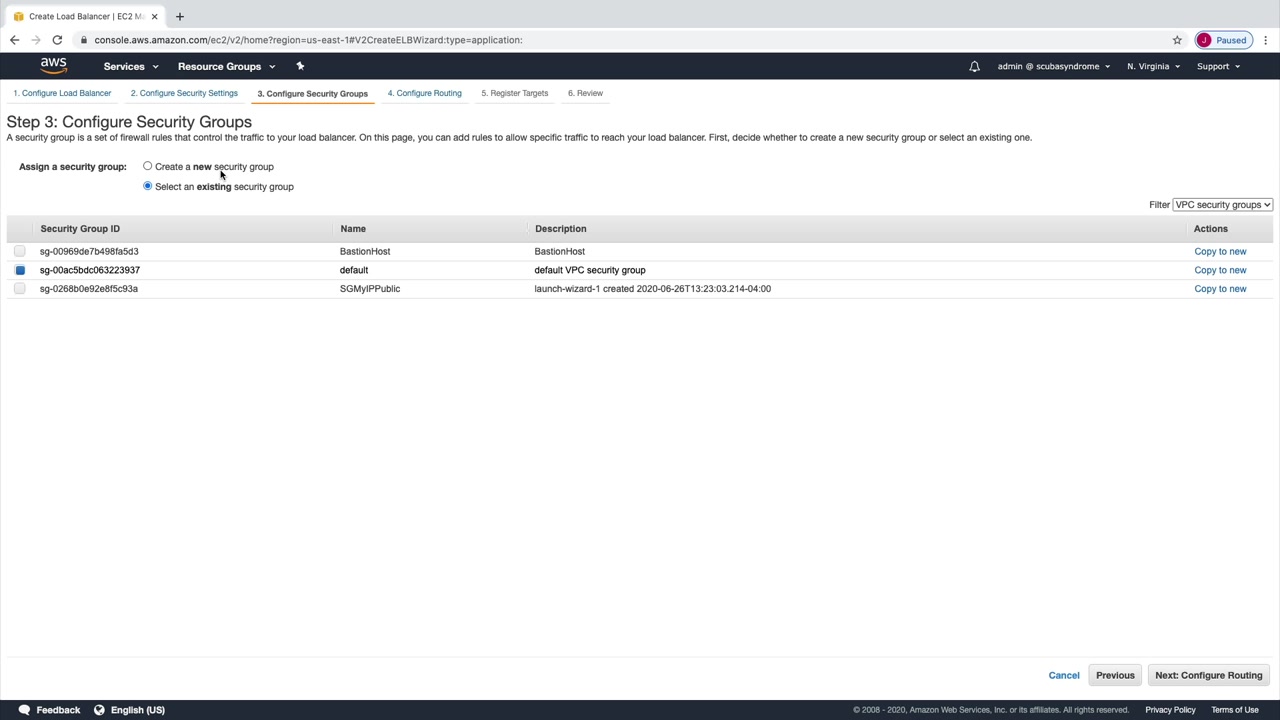 Create Load Balancer | EC2 Ma
console.aws.amazon.com/ec2/v2/home?region=us-east-1#V2CreateELBWizard:type=application:
J Paused
aws Services Resource Groups admin @ scubasyndrome N. Virginia Support
1. Configure Load Balancer 2. Configure Security Settings 3. Configure Security Groups 4. Configure Routing 5. Register Targets 6. Review
Step 3: Configure Security Groups
A security group is a set of firewall rules that control the traffic to your load balancer. On this page, you can add rules to allow specific traffic to reach your load balancer. First, decide whether to create a new security group or select an existing one.
Assign a security group: Create a new security group
Select an existing security group
Filter VPC security groups
Security Group ID Name Description Actions
sg-00969de7b498fa5d3 BastionHost BastionHost Copy to new
sg-00ac5bdc063223937 default default VPC security group Copy to new
sg-0268b0e92e8f5c93a SGMyIPPublic launch-wizard-1 created 2020-06-26T13:23:03.214-04:00 Copy to new
Cancel Previous Next: Configure Routing
Feedback English (US) © 2008 - 2020, Amazon Web Services, Inc. or its affiliates. All rights reserved. Privacy Policy Terms of Use